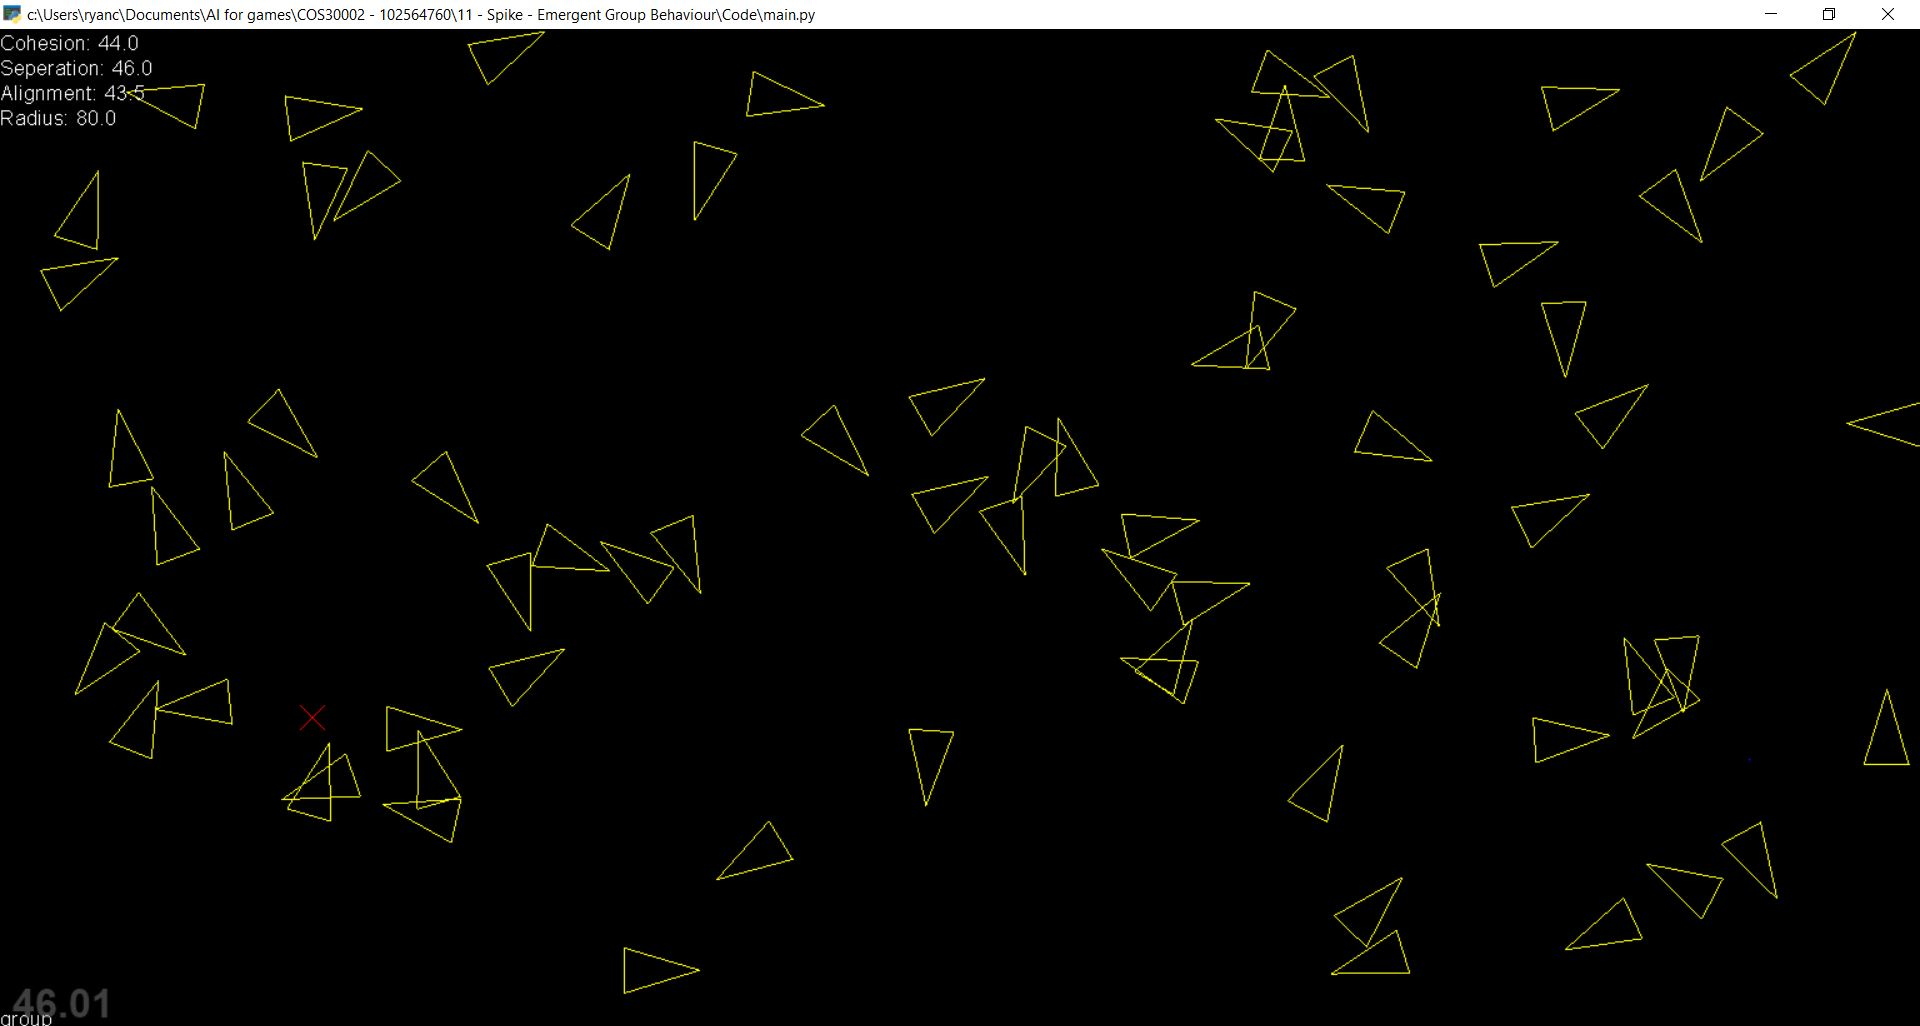 c:\Users\ryanc\Documents\AI for games\COS30002 - 102564760\11 - Spike - Emergent Group Behaviour\Code\main.py
Cohesion: 44.0
Seperation: 46.0
Alignment: 43.5
Radius: 80.0
46.01
group